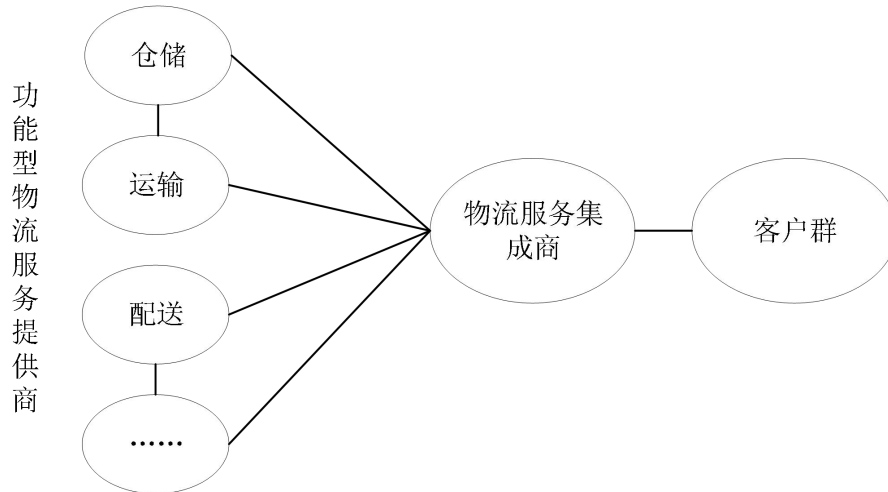 功能型物流服务提供商
仓储
运输
配送
……
物流服务集
成商
客户群